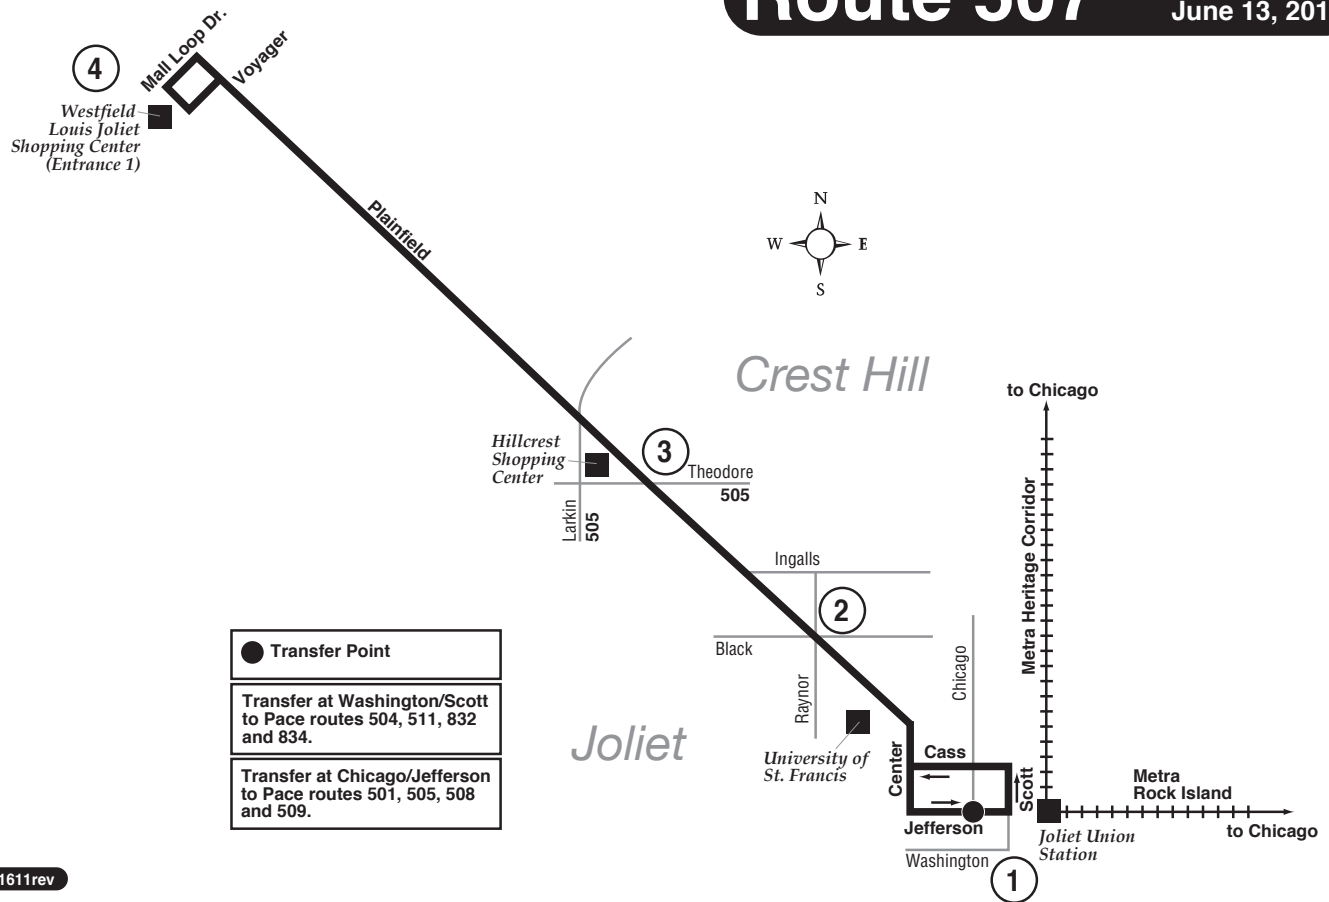 Route 507
June 13, 201
4
Mall Loop Dr.
Voyager
Westfield
Louis Joliet
Shopping Center
(Entrance 1)
Plainfield
N
W
E
S
Crest Hill
to Chicago
Hillcrest
Shopping
Center
3
Theodore
505
Larkin
505
Metra Heritage Corridor
Ingalls
2
Black
Raynor
Chicago
Transfer Point
Transfer at Washington/Scott
to Pace routes 504, 511, 832
and 834.
Transfer at Chicago/Jefferson
to Pace routes 501, 505, 508
and 509.
Joliet
University of
St. Francis
Center
Cass
Scott
Jefferson
Washington
1
Metra
Rock Island
to Chicago
Joliet Union
Station
1611rev